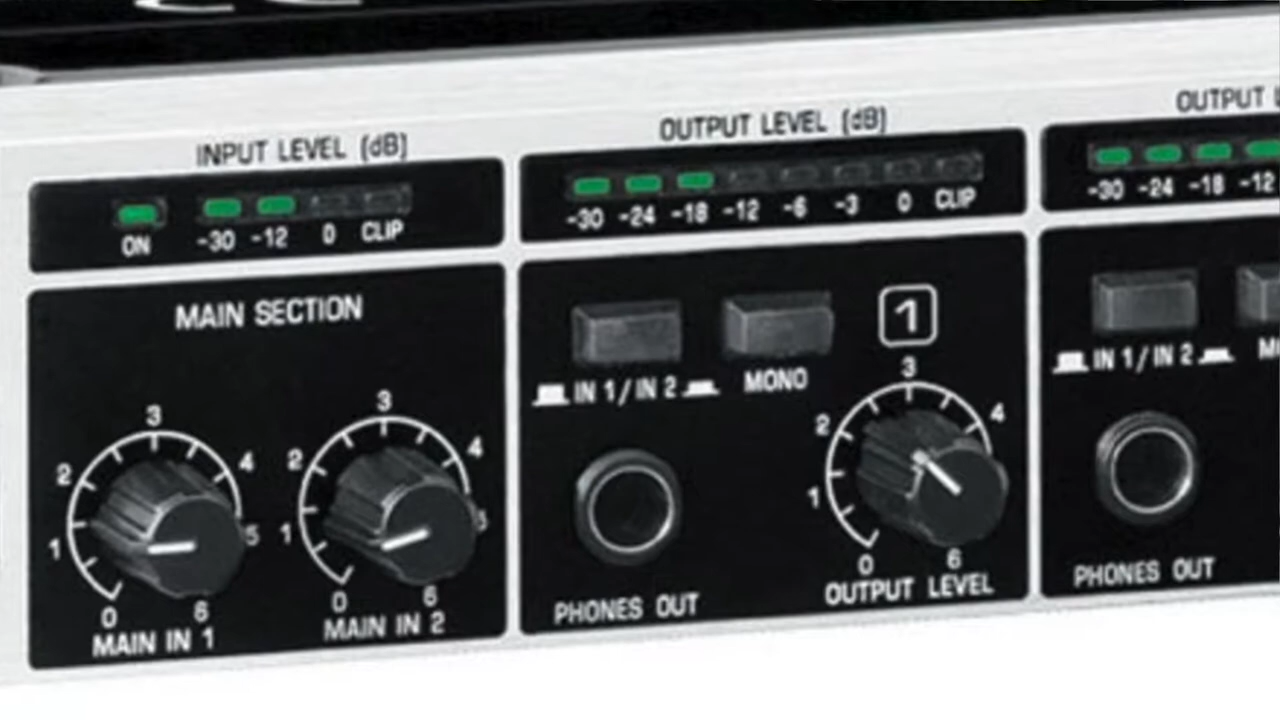 INPUT LEVEL (dB)
ON -30 -12 0 CLIP
MAIN SECTION
0 1 2 3 4 5 6
MAIN IN 1
0 1 2 3 4 5 6
MAIN IN 2
OUTPUT LEVEL (dB)
-30 -24 -18 -12 -6 -3 0 CLIP
IN 1/IN 2
MONO
1
PHONES OUT
0 1 2 3 4 6
OUTPUT LEVEL
OUTPUT
-30 -24 -18 -12
IN 1/IN 2
PHONES OUT